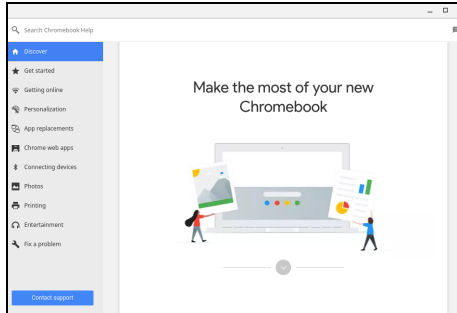 Search Chromebook Help
Discover
Get started
Getting online
Personalization
App replacements
Chrome web apps
Connecting devices
Photos
Printing
Entertainment
Fix a problem
Contact support
Make the most of your new
Chromebook